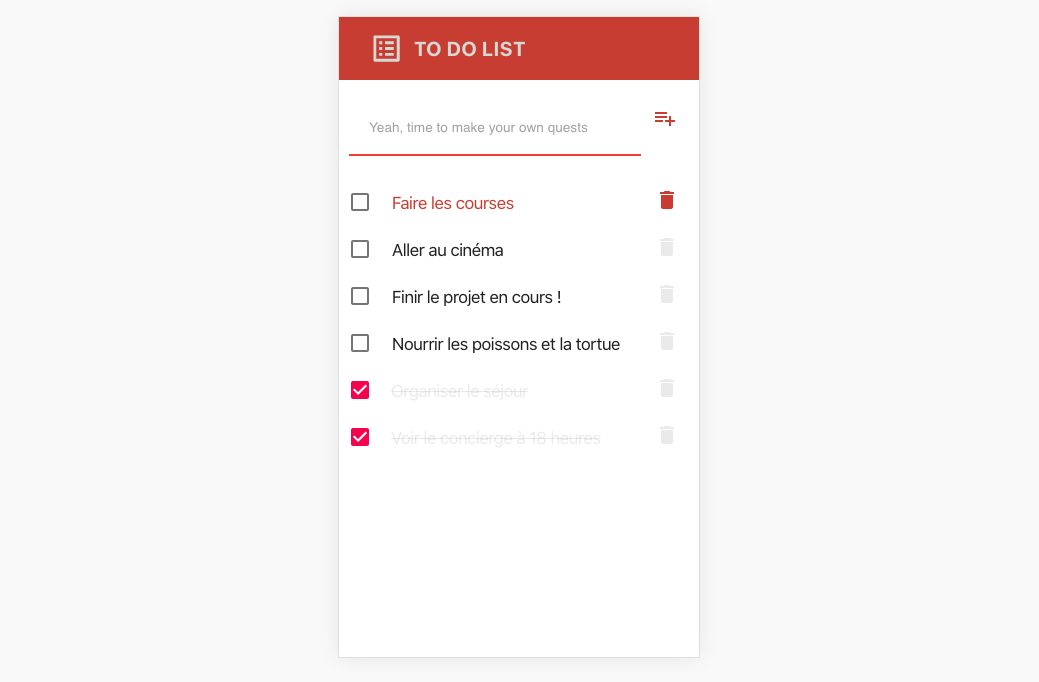 TO DO LIST
Yeah, time to make your own quests
Faire les courses
Aller au cinéma
Finir le projet en cours !
Nourrir les poissons et la tortue
Organiser le séjour
Voir le concierge à 18 heures